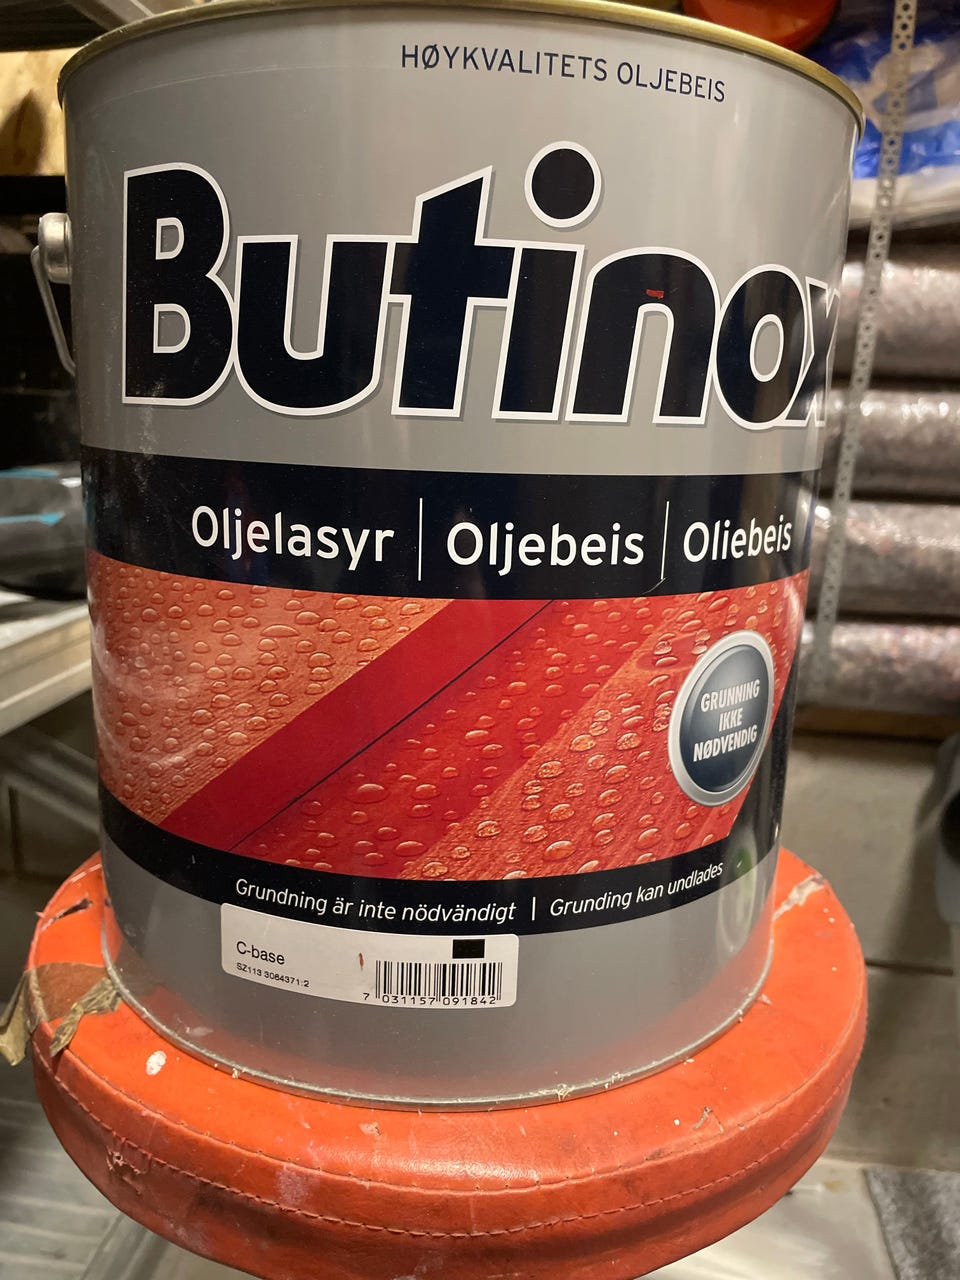 HØYKVALITETS OLJEBEIS
Butinox
Oljelasyr | Oljebeis | Oliebeis
GRUNNING
IKKE
NØDVENDIG
Grundning är inte nödvändigt | Grunding kan undlades
C-base
SZ113 3084371:2
7 031157 091842